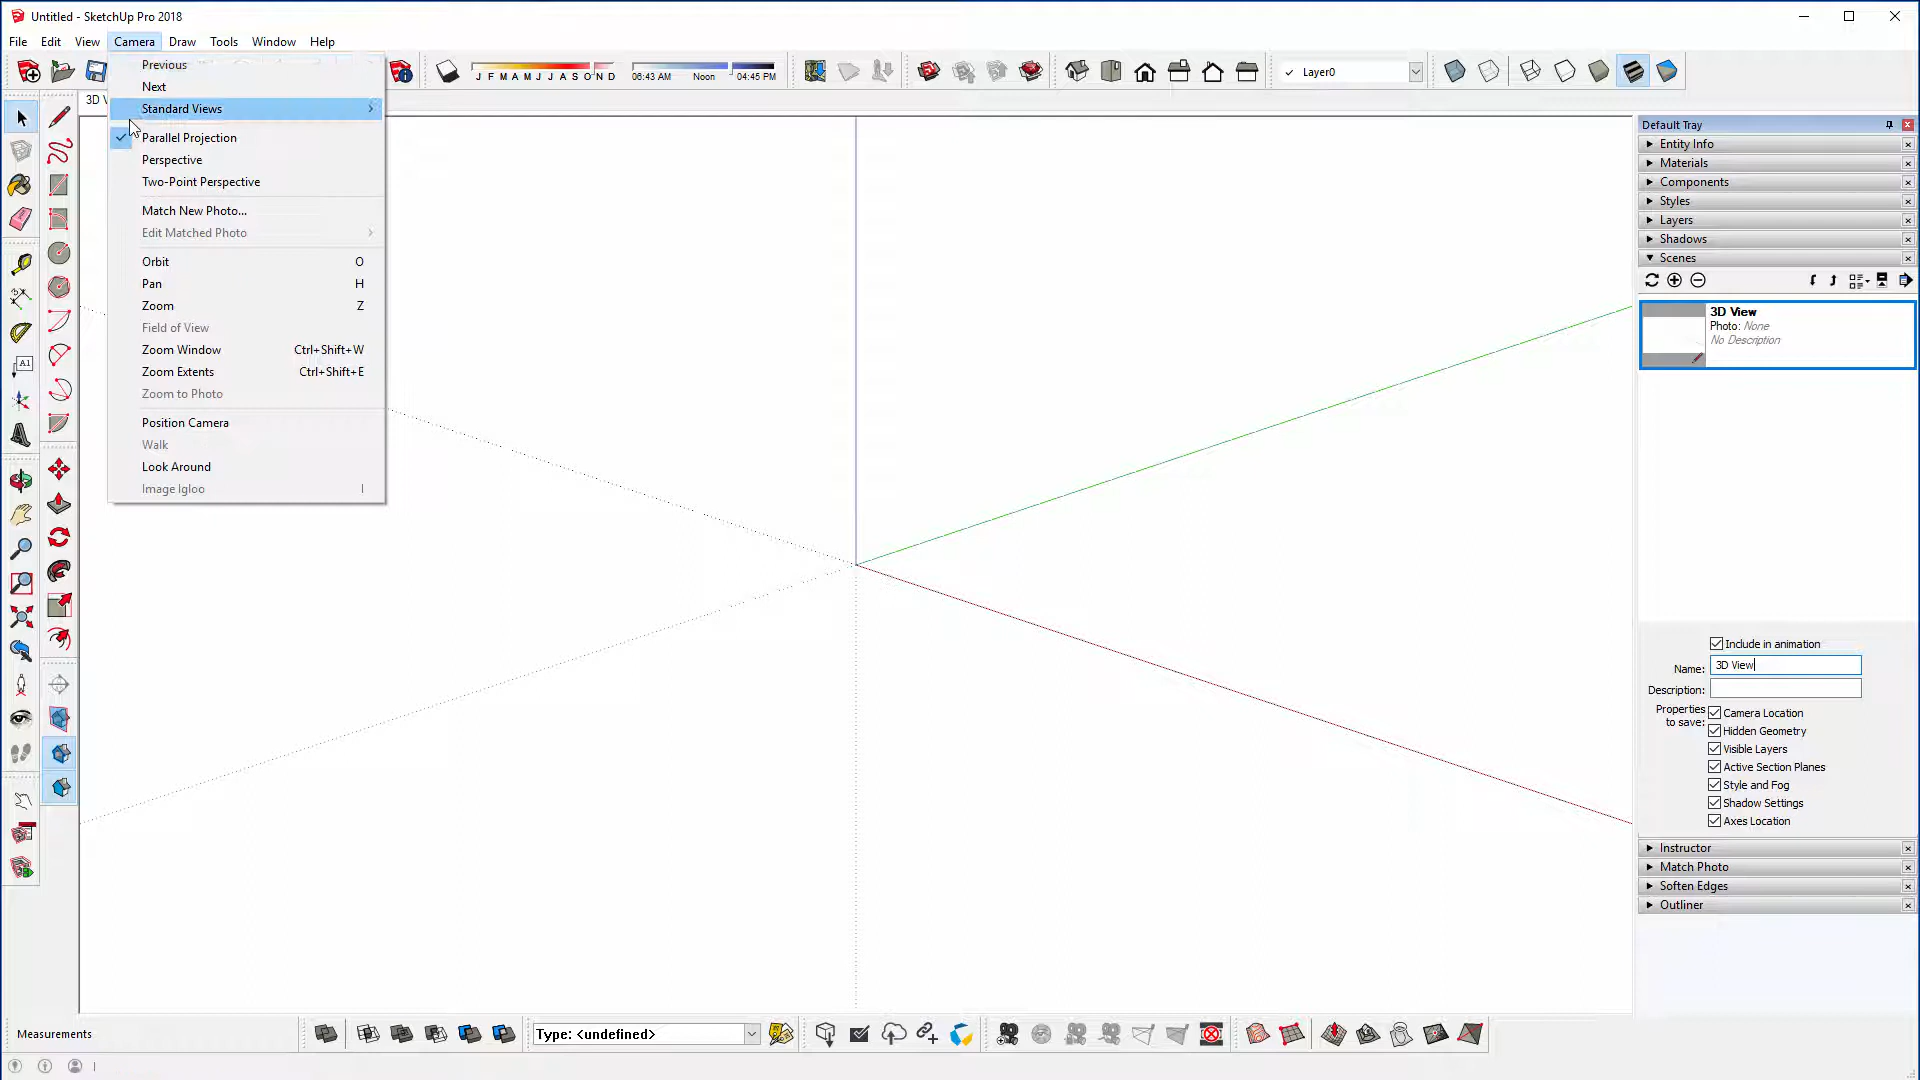 Untitled - SketchUp Pro 2018
File Edit View Camera Draw Tools Window Help
J F M A M J J A S O N D
06:43 AM Noon 04:45 PM
Layer0
3D V
Previous
Next
Standard Views
Parallel Projection
Perspective
Two-Point Perspective
Match New Photo...
Edit Matched Photo
Orbit O
Pan H
Zoom Z
Field of View
Zoom Window Ctrl+Shift+W
Zoom Extents Ctrl+Shift+E
Zoom to Photo
Position Camera
Walk
Look Around
Image Igloo I
A1
Default Tray
Entity Info
Materials
Components
Styles
Layers
Shadows
Scenes
3D View
Photo: None
No Description
Include in animation
Name: 3D View
Description:
Properties to save:
Camera Location
Hidden Geometry
Visible Layers
Active Section Planes
Style and Fog
Shadow Settings
Axes Location
Instructor
Match Photo
Soften Edges
Outliner
Measurements
Type: <undefined>